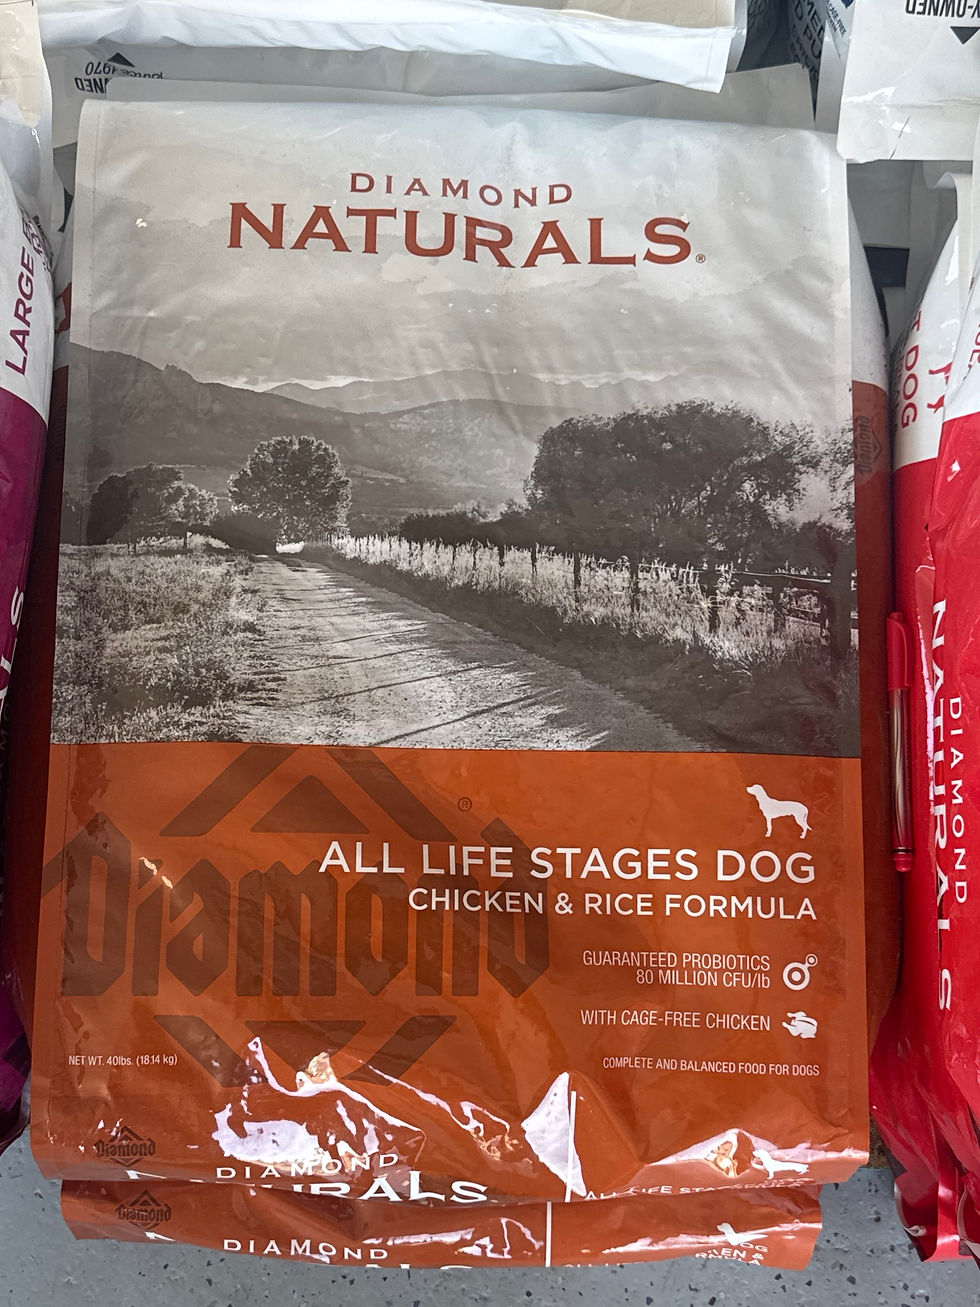 DIAMOND
NATURALS®
®
Diamond
ALL LIFE STAGES DOG
CHICKEN & RICE FORMULA
GUARANTEED PROBIOTICS
80 MILLION CFU/lb
WITH CAGE-FREE CHICKEN
COMPLETE AND BALANCED FOOD FOR DOGS
NET WT. 40lbs. (18.14 kg)
Diamond
DIAMOND
Diamond
DIAMOND
LARGE
DOG
DIAMOND
NATURALS
Diamond